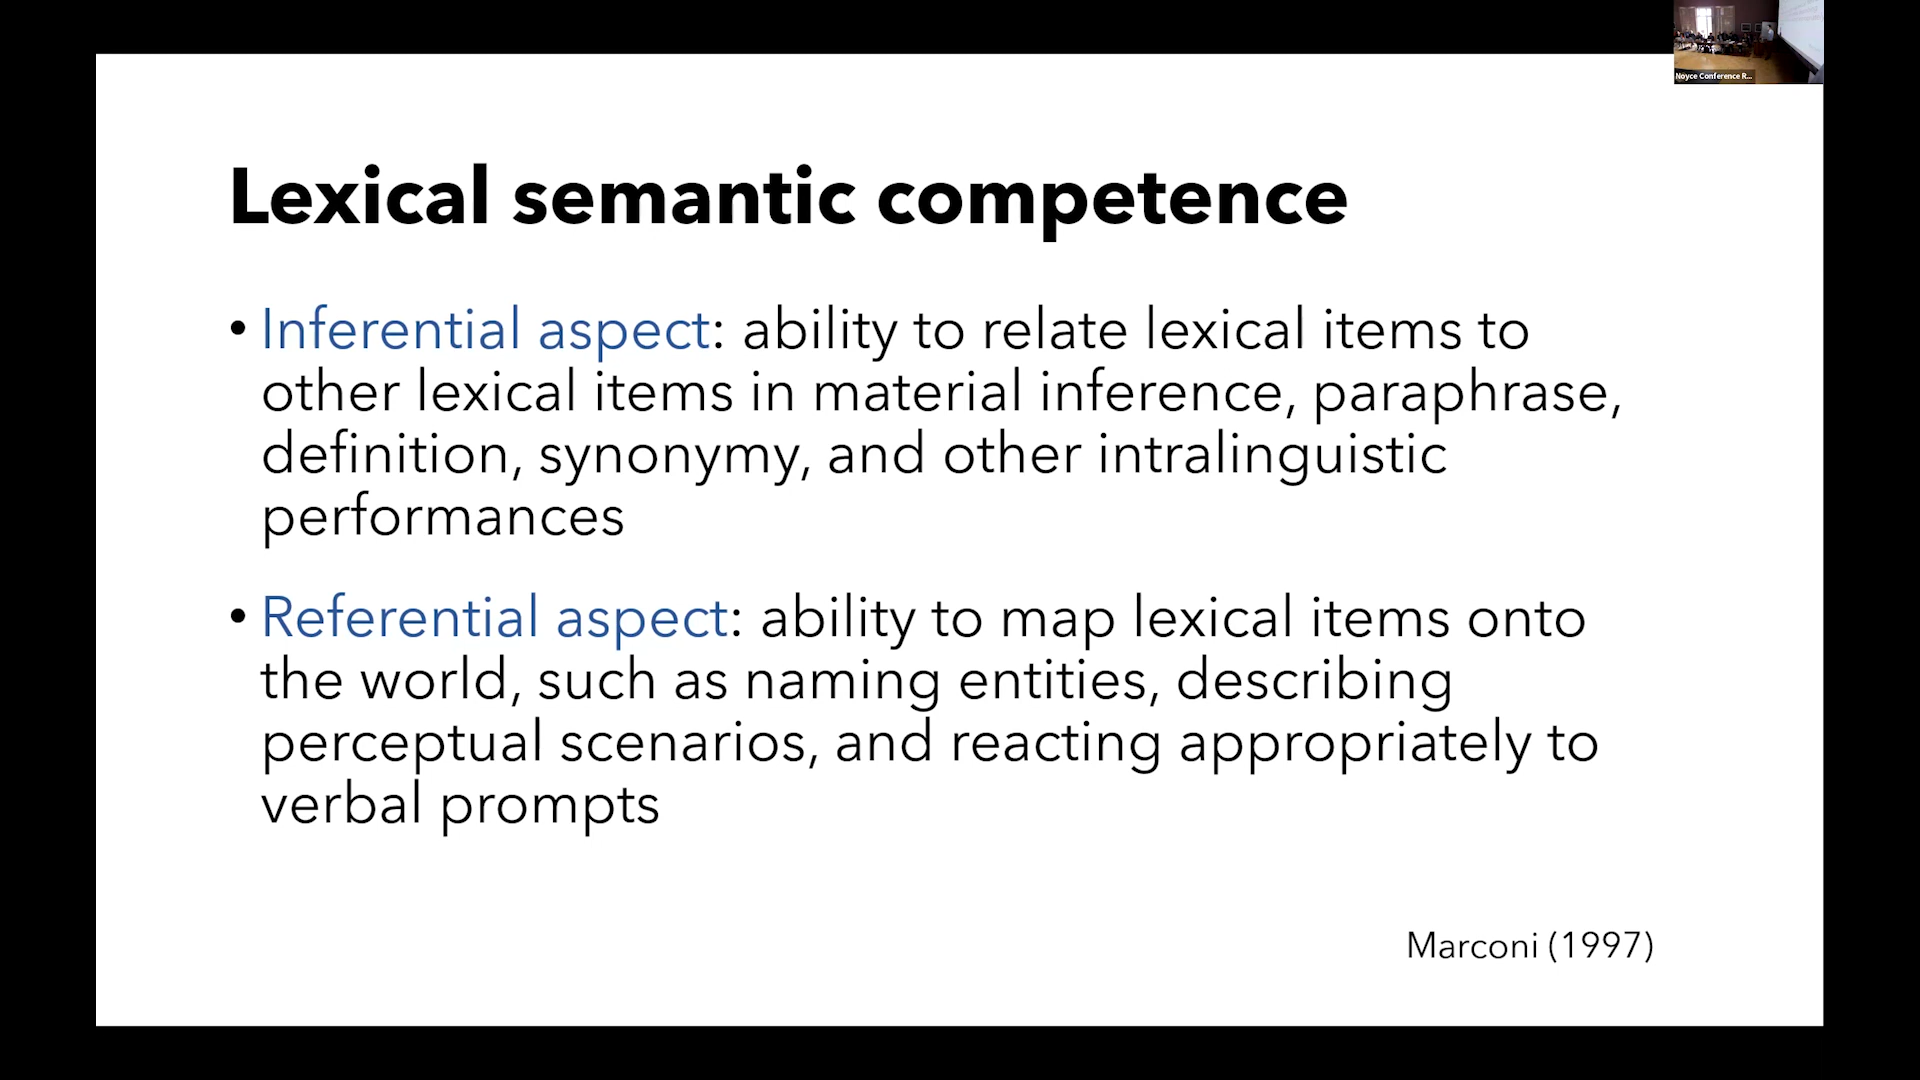 Noyce Conference R...
Lexical semantic competence
• Inferential aspect: ability to relate lexical items to
other lexical items in material inference, paraphrase,
definition, synonymy, and other intralinguistic
performances
• Referential aspect: ability to map lexical items onto
the world, such as naming entities, describing
perceptual scenarios, and reacting appropriately to
verbal prompts
Marconi (1997)